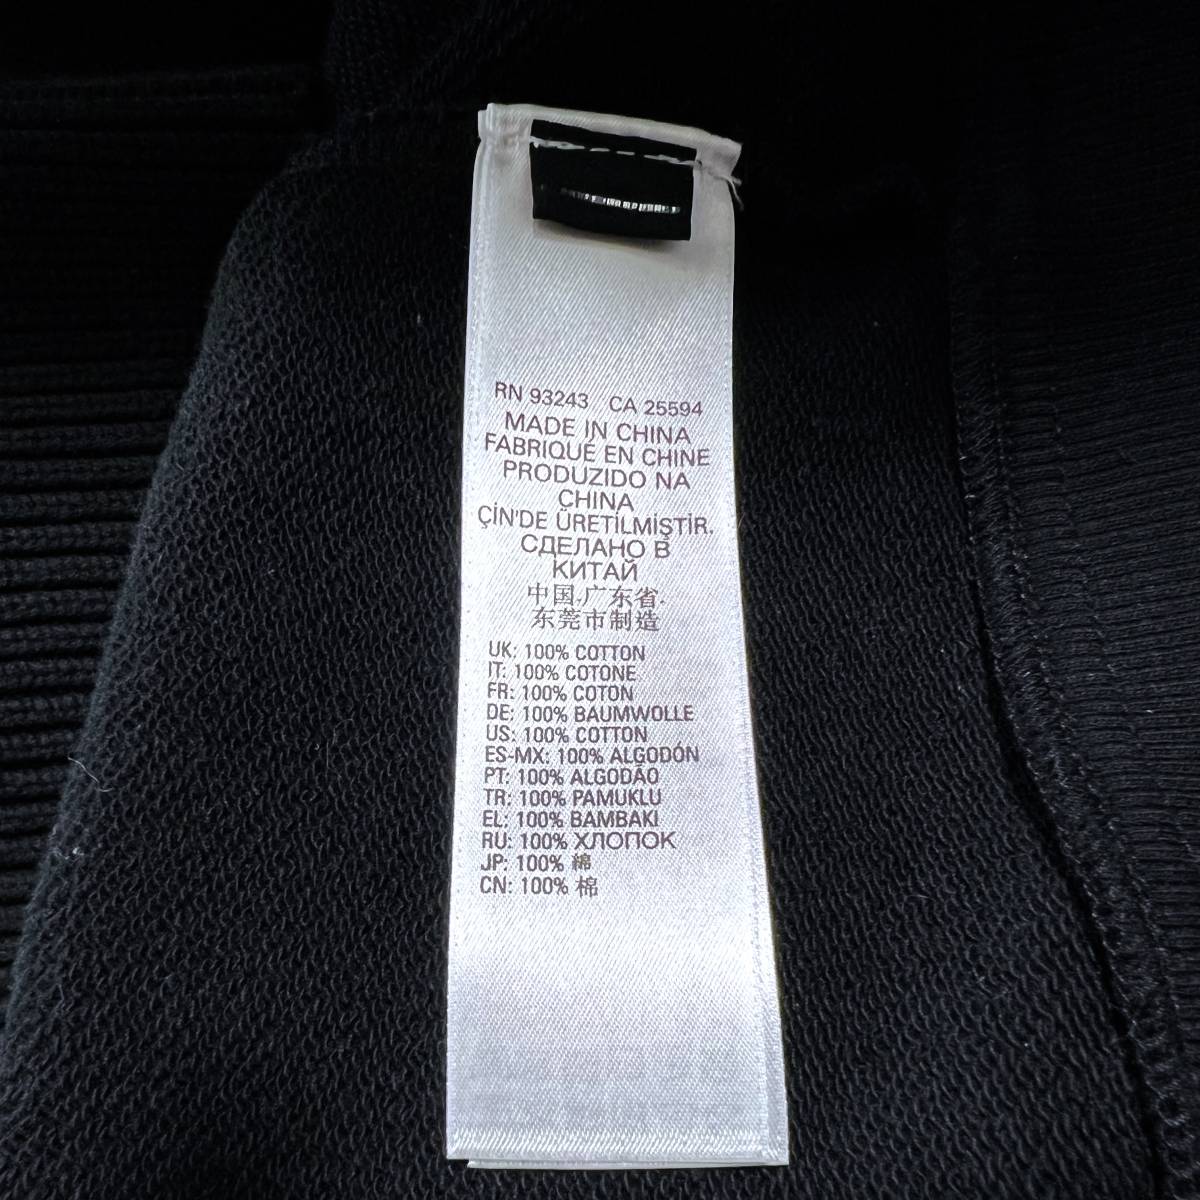 RN 93243 CA 25594
MADE IN CHINA
FABRIQUÉ EN CHINE
PRODUZIDO NA
CHINA
ÇİN'DE ÜRETİLMİŞTİR.
СДЕЛАНО В
КИТАЙ
中国.广东省.
东莞市制造
UK: 100% COTTON
IT: 100% COTONE
FR: 100% COTON
DE: 100% BAUMWOLLE
US: 100% COTTON
ES-MX: 100% ALGODÓN
PT: 100% ALGODÃO
TR: 100% PAMUKLU
EL: 100% BAMBAKI
RU: 100% ХЛОПОК
JP: 100% 棉
CN: 100% 棉